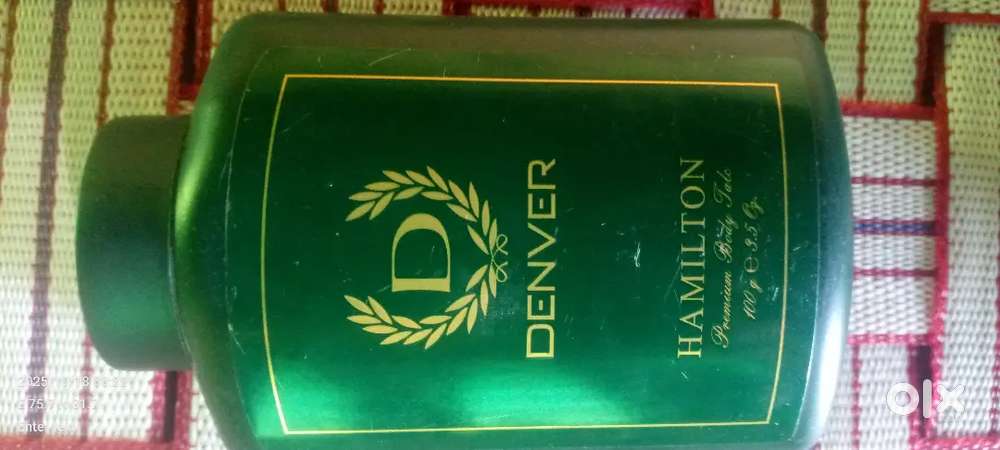 D
DENVER
HAMILTON
Premium Body Talc
100 g ℮ 3.5 Oz.
olx